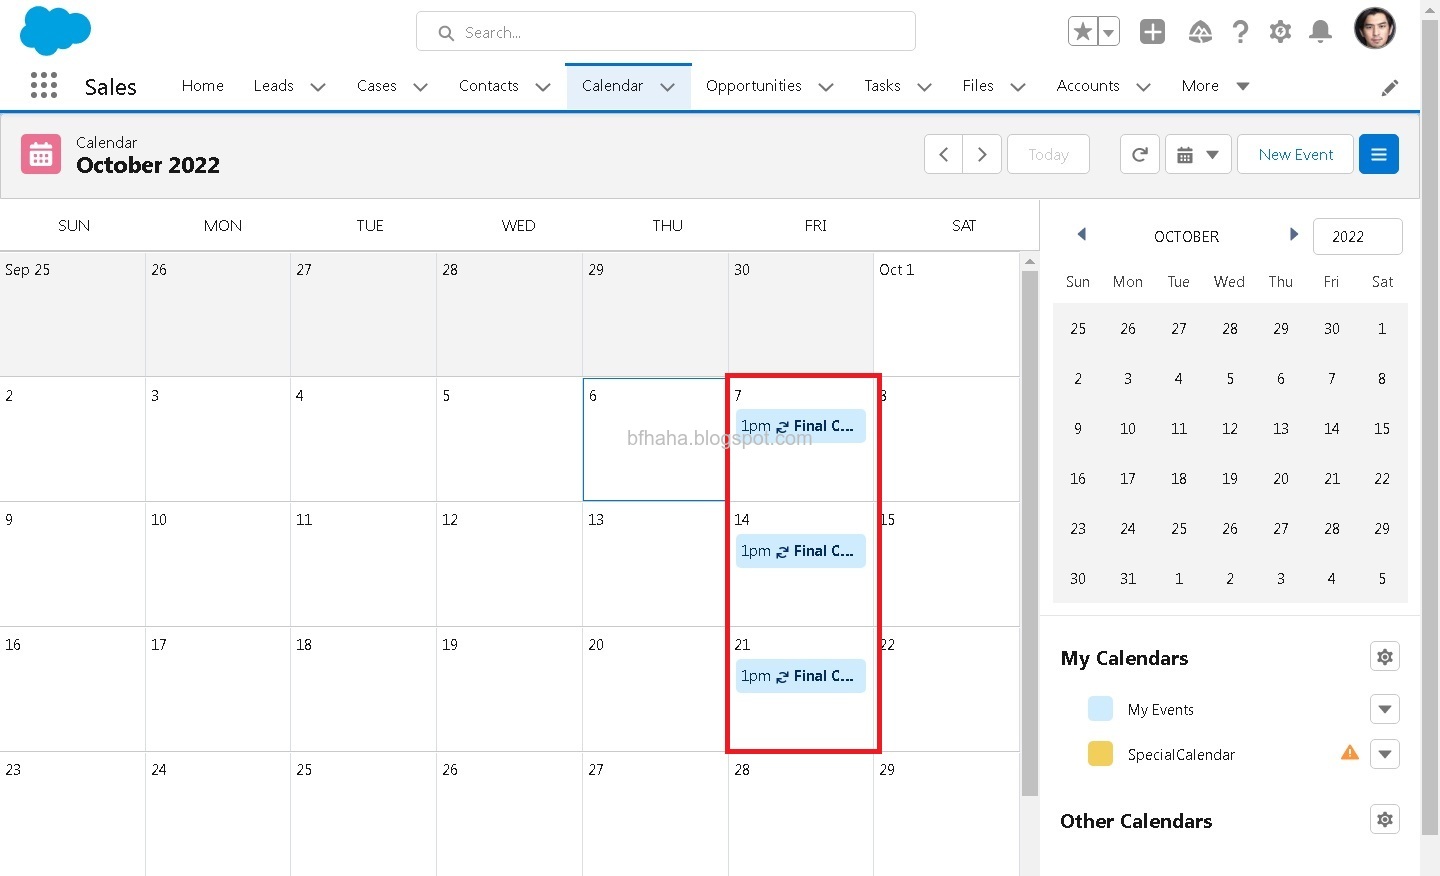 Search...
Sales
Home Leads Cases Contacts Calendar Opportunities Tasks Files Accounts More
Calendar
October 2022
Today
New Event
SUN MON TUE WED THU FRI SAT
Sep 25 26 27 28 29 30 Oct 1
2 3 4 5 6 7 8
1pm Final C...
bfhaha.blogspot.com
9 10 11 12 13 14 15
1pm Final C...
16 17 18 19 20 21 22
1pm Final C...
23 24 25 26 27 28 29
OCTOBER 2022
Sun Mon Tue Wed Thu Fri Sat
25 26 27 28 29 30 1
2 3 4 5 6 7 8
9 10 11 12 13 14 15
16 17 18 19 20 21 22
23 24 25 26 27 28 29
30 31 1 2 3 4 5
My Calendars
My Events
SpecialCalendar
Other Calendars